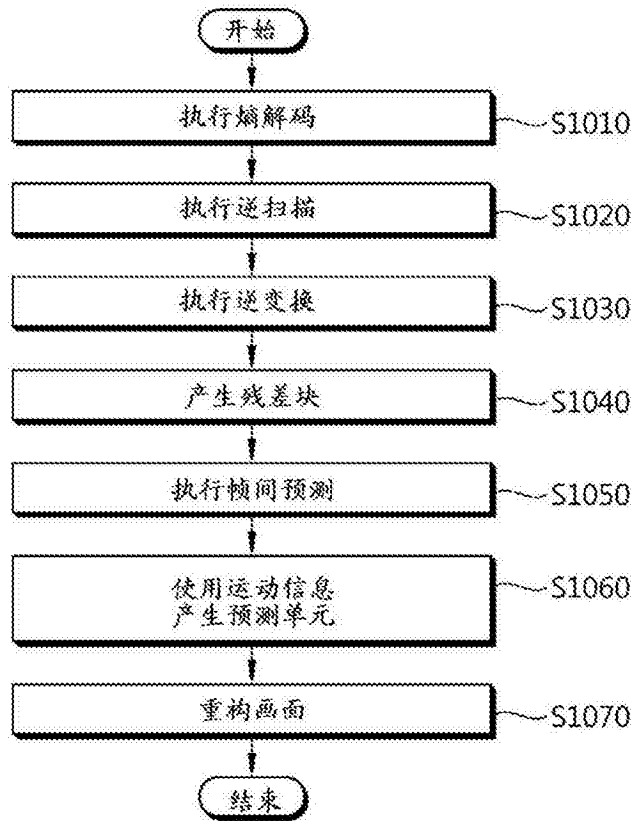 开始
执行熵解码
S1010
执行逆扫描
S1020
执行逆变换
S1030
产生残差块
S1040
执行帧间预测
S1050
使用运动信息
产生预测单元
S1060
重构画面
S1070
结束